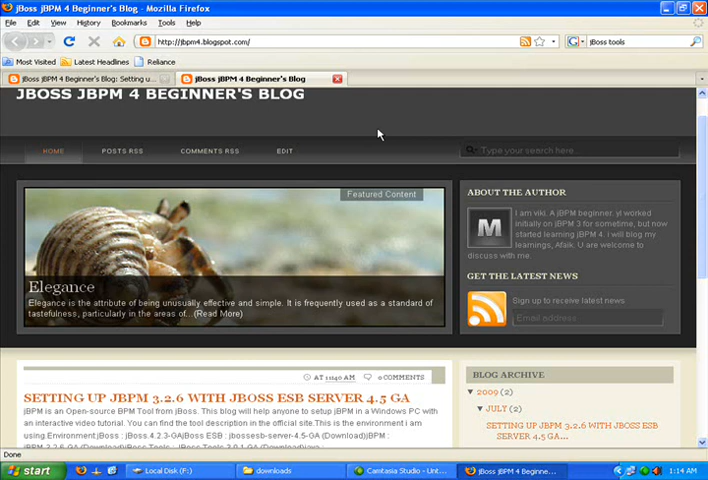 jBoss jBPM 4 Beginner's Blog - Mozilla Firefox
File Edit View History Bookmarks Tools Help
http://jbpm4.blogspot.com/
jBoss tools
Most Visited Latest Headlines Reliance
jBoss jBPM 4 Beginner's Blog: Setting u...
jBoss jBPM 4 Beginner's Blog
JBOSS JBPM 4 BEGINNER'S BLOG
HOME POSTS RSS COMMENTS RSS EDIT
Type your search here...
Featured Content
Elegance
Elegance is the attribute of being unusually effective and simple. It is frequently used as a standard of
tastefulness, particularly in the areas of...(Read More)
ABOUT THE AUTHOR
M
I am viki. A jBPM beginner. yI worked
initially on jBPM 3 for sometime, but now
started learning jBPM 4. I will blog my
learnings, Afaik, U are welcome to
discuss with me.
GET THE LATEST NEWS
Sign up to receive latest news
Email address
AT 11:40 AM 0 COMMENTS
SETTING UP JBPM 3.2.6 WITH JBOSS ESB SERVER 4.5 GA
jBPM is an Open-source BPM Tool from jBoss. This blog will help anyone to setup jBPM in a Windows PC with
an interactive video tutorial. You can find the tool description in the official site.This is the environment i am
using Environment:jBoss : jBoss.4.2.3-GAjBoss ESB : jbossesb-server-4.5-GA (Download)jBPM :
BLOG ARCHIVE
▼ 2009 (2)
▼ JULY (2)
SETTING UP JBPM 3.2.6 WITH JBOSS ESB
SERVER 4.5 GA...
Done
start
Local Disk (F:)
downloads
Camtasia Studio - Unt...
jBoss jBPM 4 Beginne...
1:14 AM